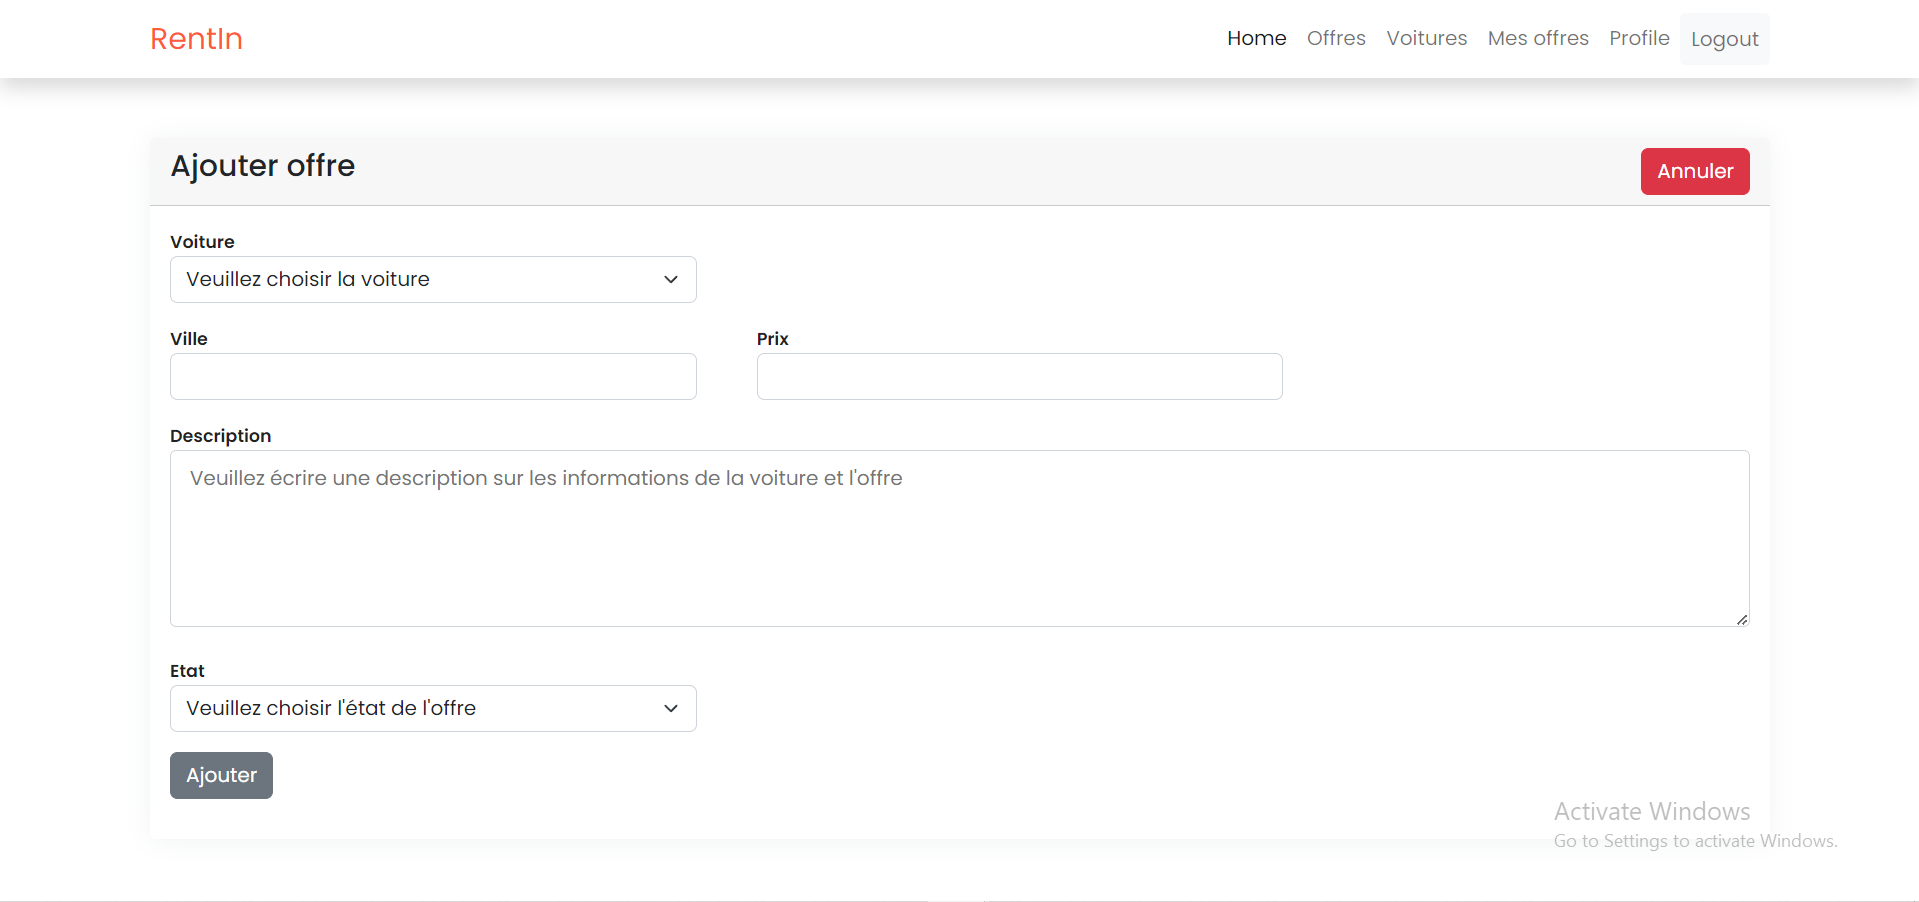 RentIn
Home Offres Voitures Mes offres Profile Logout
Ajouter offre
Annuler
Voiture
Veuillez choisir la voiture
Ville
Prix
Description
Veuillez écrire une description sur les informations de la voiture et l'offre
Etat
Veuillez choisir l'état de l'offre
Ajouter
Activate Windows
Go to Settings to activate Windows.